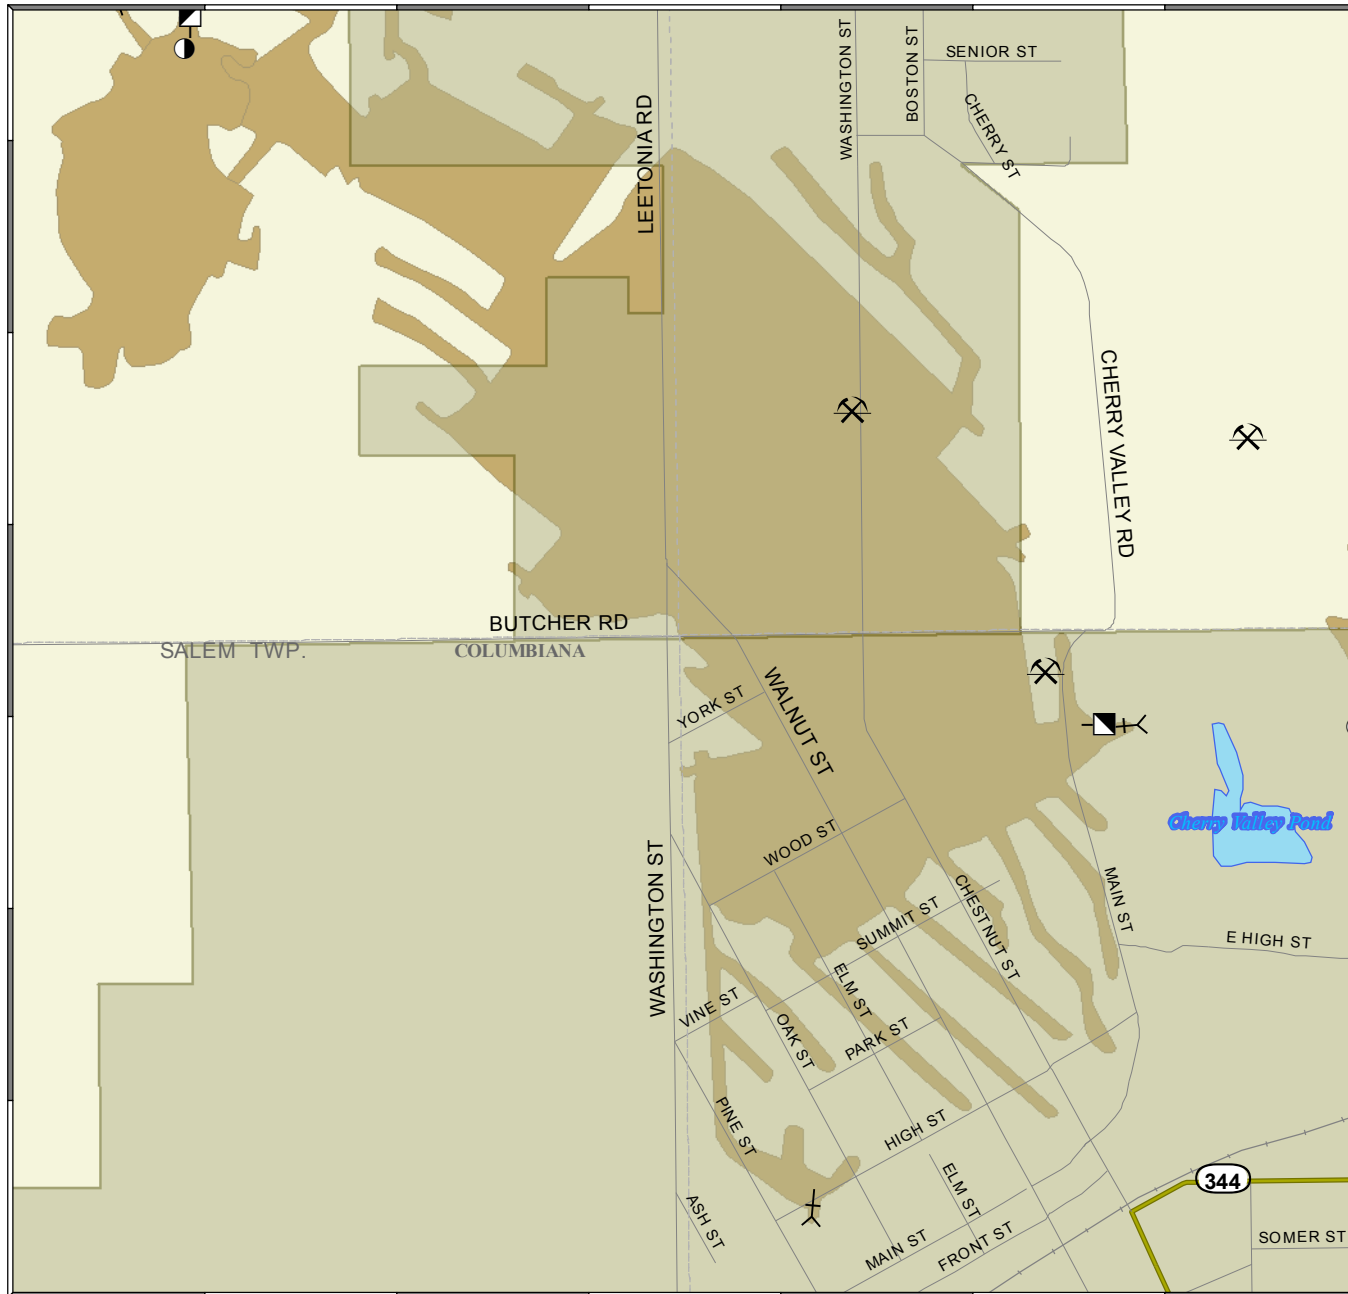 WASHINGTON ST
BOSTON ST
SENIOR ST
CHERRY ST
LEETONIA RD
CHERRY VALLEY RD
BUTCHER RD
SALEM TWP.
COLUMBIANA
YORK ST
WALNUT ST
WASHINGTON ST
WOOD ST
Cherry Valley Pond
MAIN ST
CHESTNUT ST
SUMMIT ST
E HIGH ST
ELM ST
VINE ST
OAK ST
PARK ST
PINE ST
HIGH ST
ELM ST
344
ASH ST
MAIN ST
FRONT ST
SOMER ST